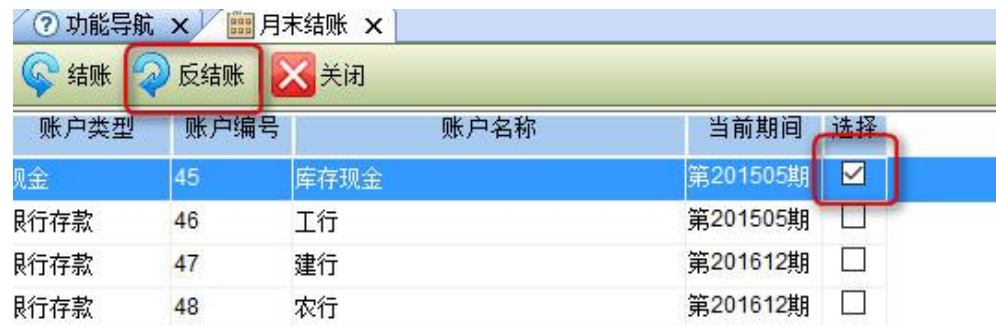 功能导航 月末结账
结账 反结账 关闭
账户类型 账户编号 账户名称 当前期间 选择
现金 45 库存现金 第201505期
银行存款 46 工行 第201505期
银行存款 47 建行 第201612期
银行存款 48 农行 第201612期